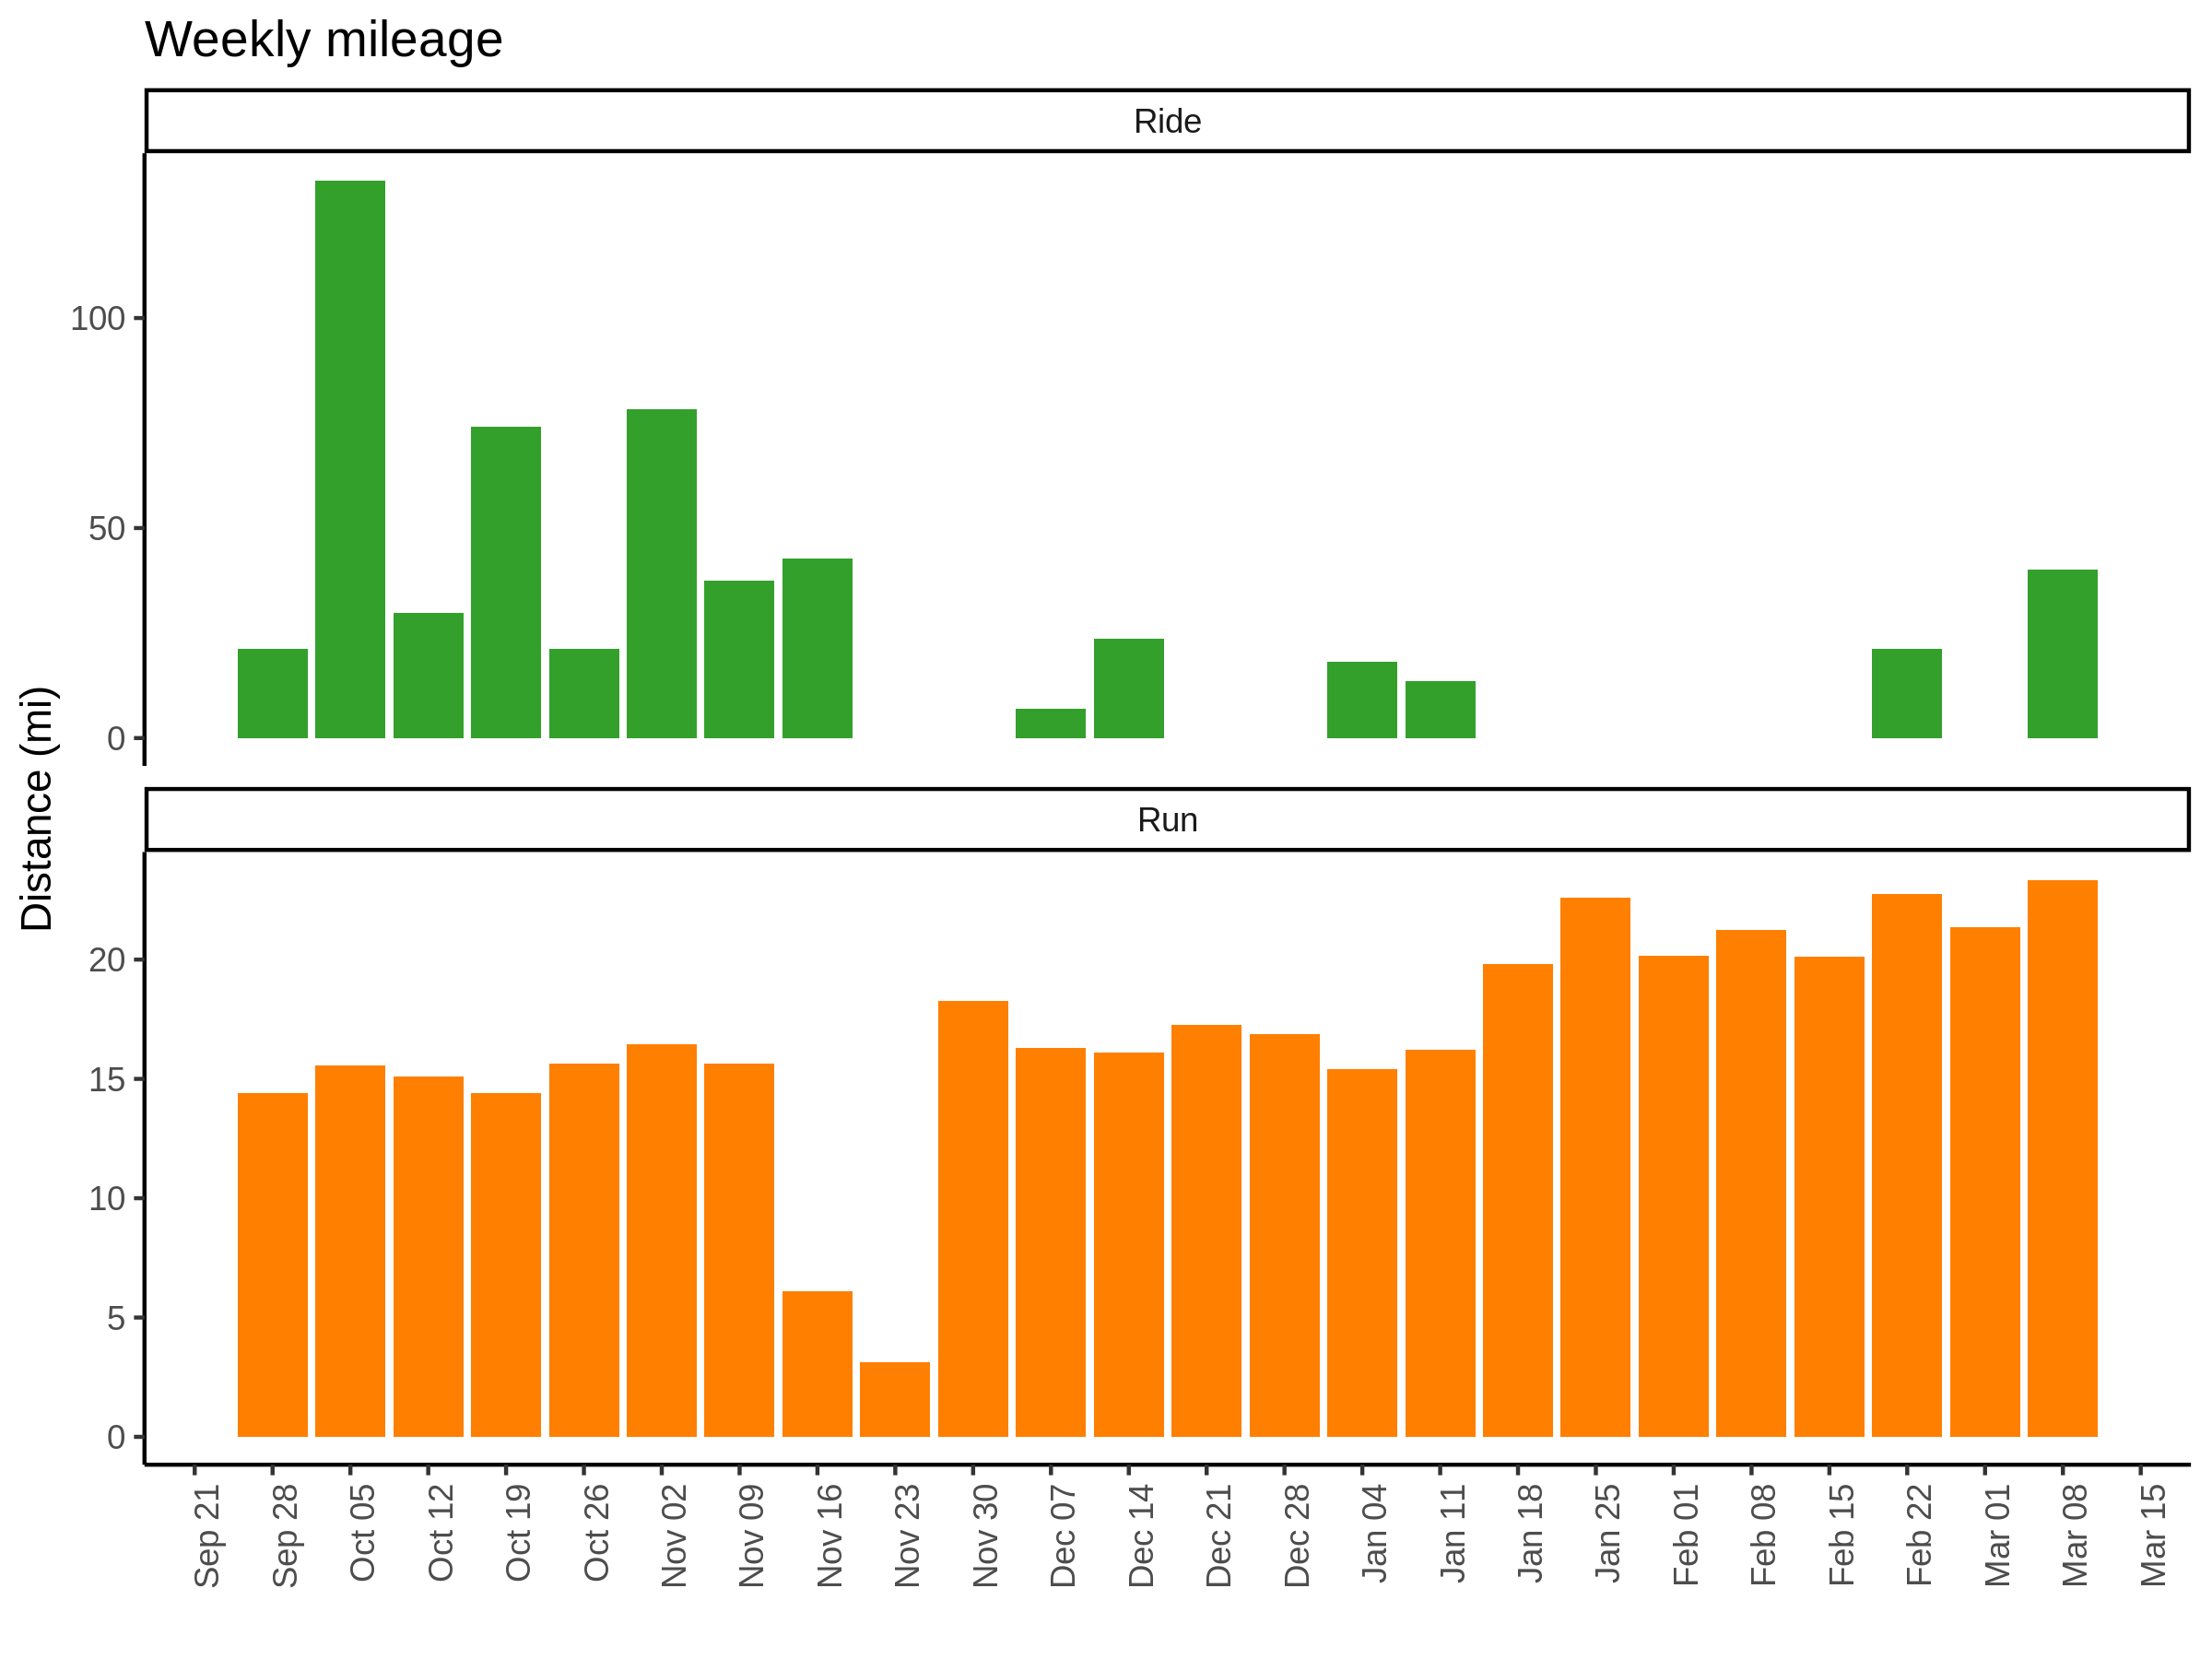 Weekly mileage
Ride
100
50
0
Distance (mi)
Run
20
15
10
5
0
Sep 21
Sep 28
Oct 05
Oct 12
Oct 19
Oct 26
Nov 02
Nov 09
Nov 16
Nov 23
Nov 30
Dec 07
Dec 14
Dec 21
Dec 28
Jan 04
Jan 11
Jan 18
Jan 25
Feb 01
Feb 08
Feb 15
Feb 22
Mar 01
Mar 08
Mar 15